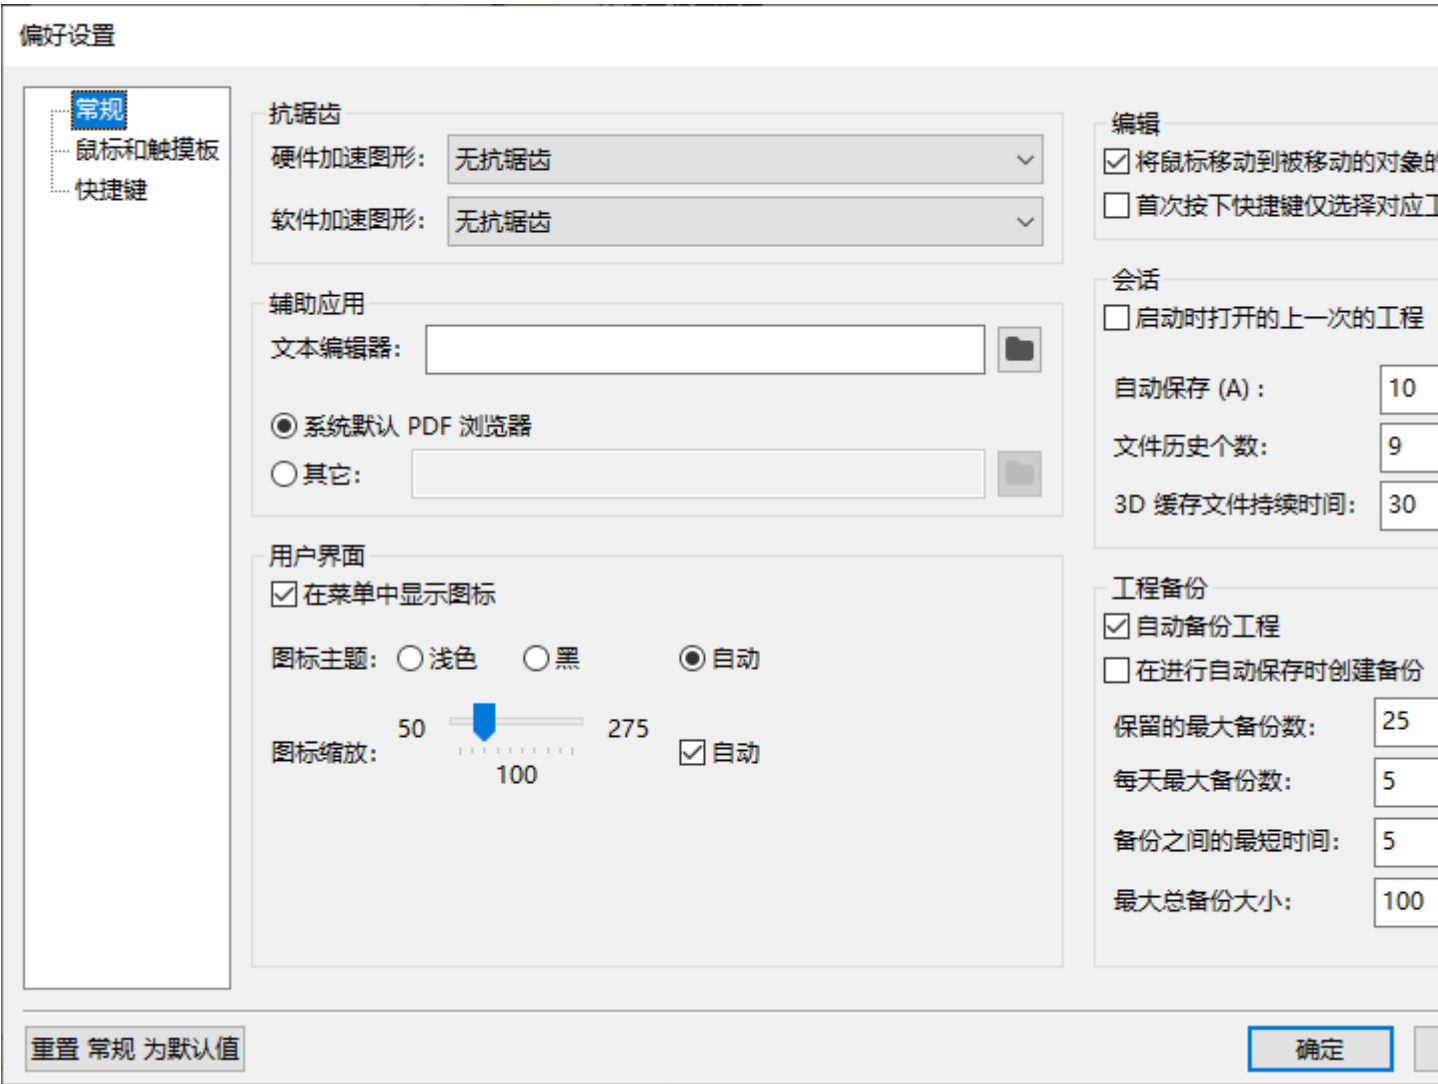 偏好设置
常规
鼠标和触摸板
快捷键
抗锯齿
硬件加速图形：
无抗锯齿
软件加速图形：
无抗锯齿
辅助应用
文本编辑器：
系统默认 PDF 浏览器
其它：
用户界面
在菜单中显示图标
图标主题：
浅色
黑
自动
图标缩放：
50
275
100
自动
编辑
将鼠标移动到被移动的对象的
首次按下快捷键仅选择对应
会话
启动时打开的上一次的工程
自动保存 (A)：
10
文件历史个数：
9
3D 缓存文件持续时间：
30
工程备份
自动备份工程
在进行自动保存时创建备份
保留的最大备份数：
25
每天最大备份数：
5
备份之间的最短时间：
5
最大总备份大小：
100
重置 常规 为默认值
确定